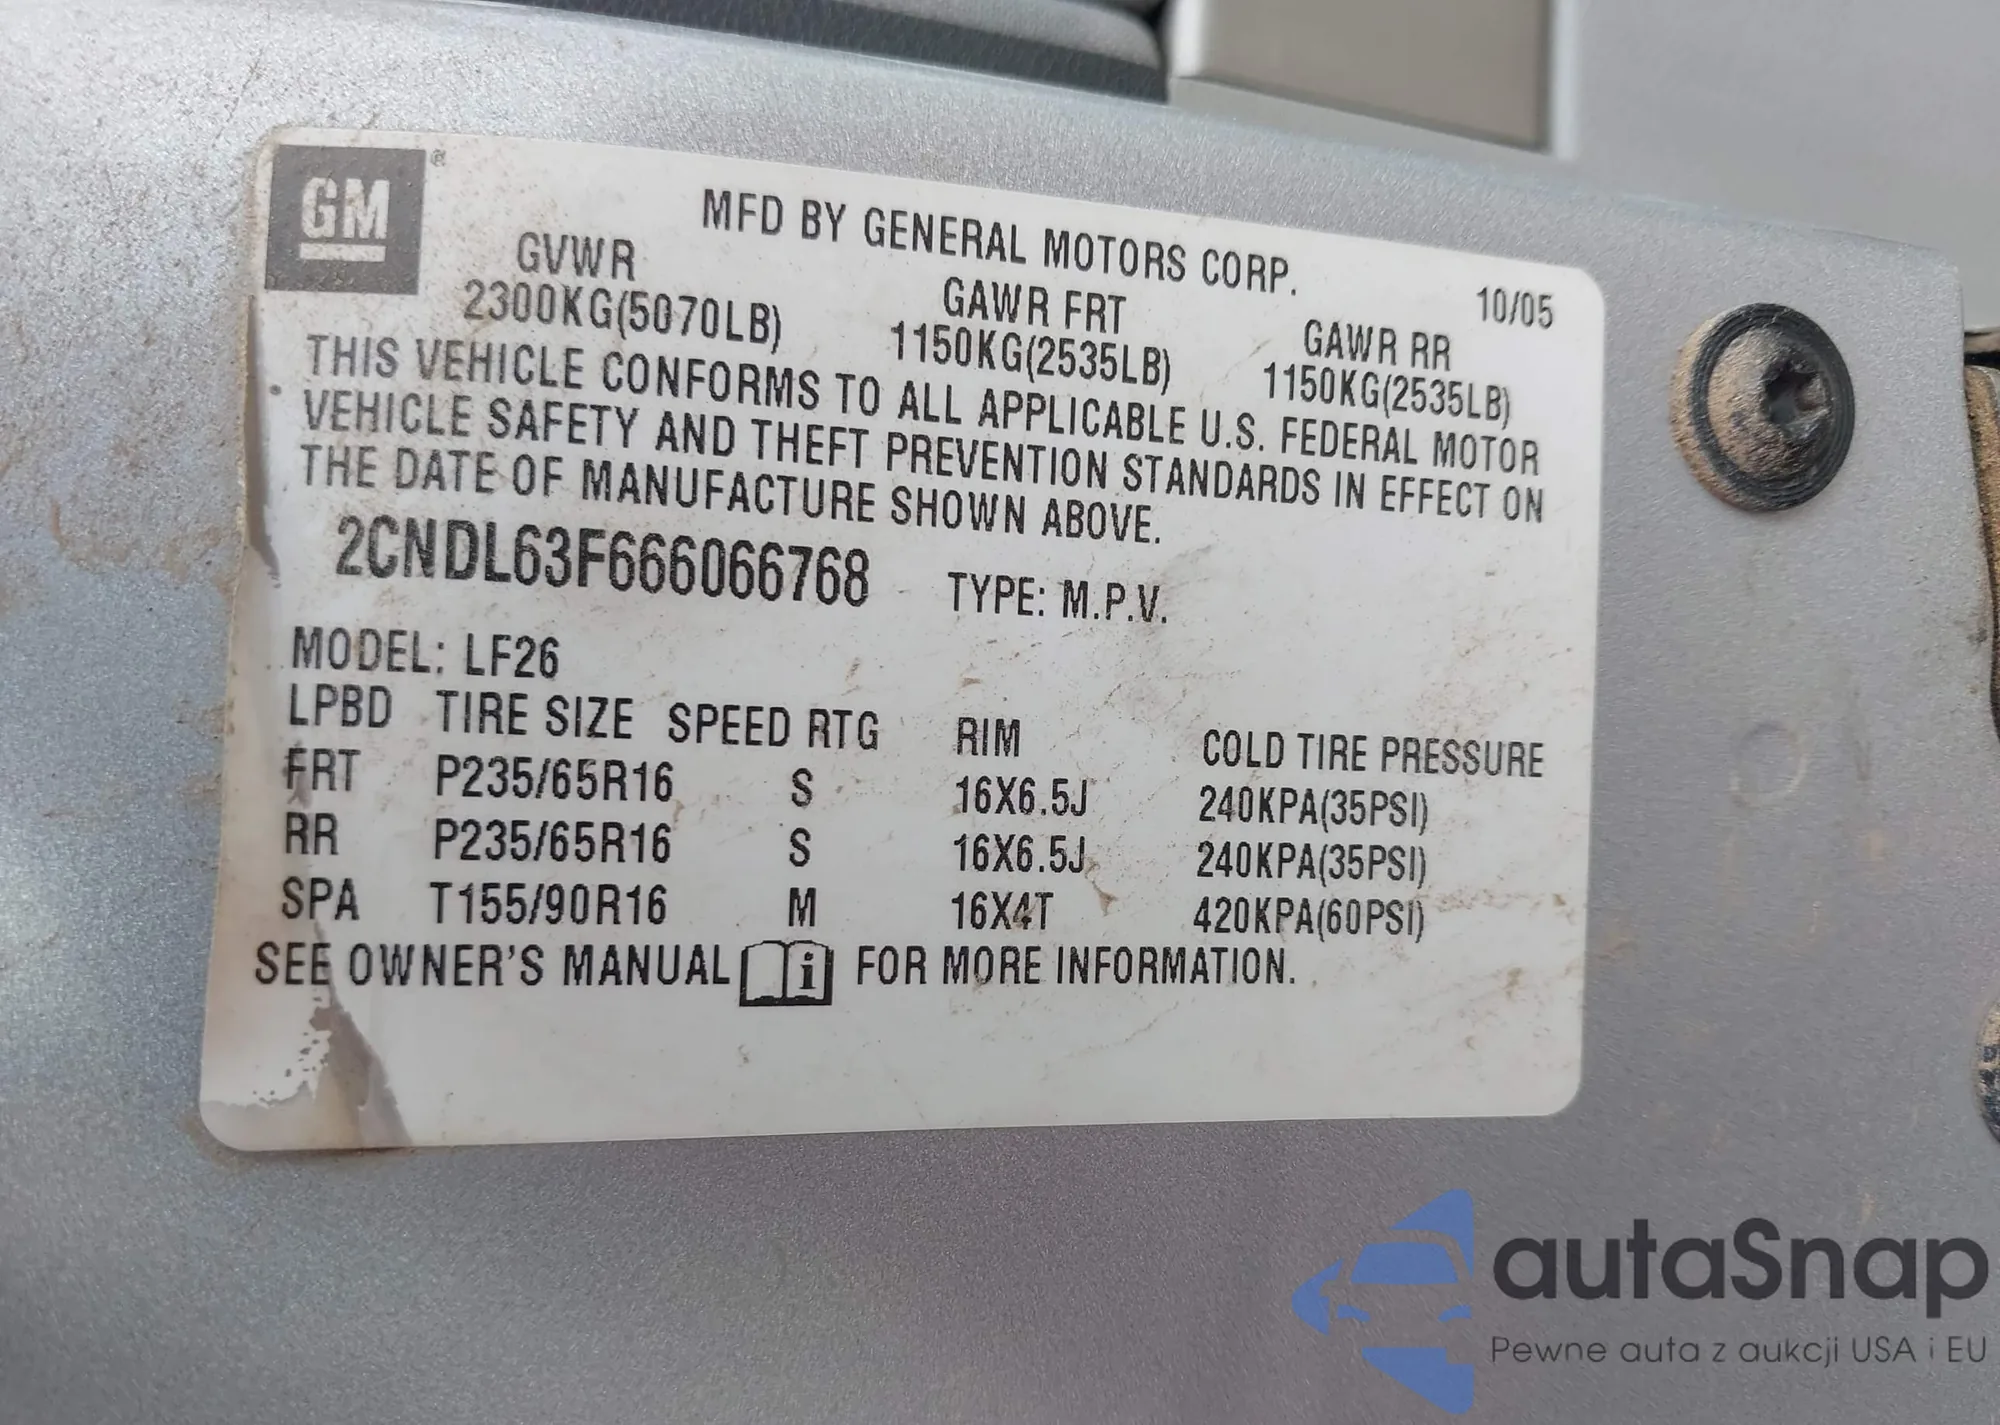 GM®
MFD BY GENERAL MOTORS CORP. 10/05
GVWR GAWR FRT GAWR RR
2300KG(5070LB) 1150KG(2535LB) 1150KG(2535LB)
THIS VEHICLE CONFORMS TO ALL APPLICABLE U.S. FEDERAL MOTOR
VEHICLE SAFETY AND THEFT PREVENTION STANDARDS IN EFFECT ON
THE DATE OF MANUFACTURE SHOWN ABOVE.
2CNDL63F666066768 TYPE: M.P.V.
MODEL: LF26
LPBD TIRE SIZE SPEED RTG RIM COLD TIRE PRESSURE
FRT P235/65R16 S 16X6.5J 240KPA(35PSI)
RR P235/65R16 S 16X6.5J 240KPA(35PSI)
SPA T155/90R16 M 16X4T 420KPA(60PSI)
SEE OWNER'S MANUAL i FOR MORE INFORMATION.
autaSnap
Pewne auta z aukcji USA i EU